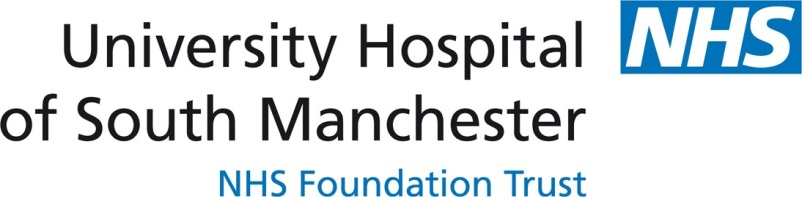 University Hospital NHS
of South Manchester
NHS Foundation Trust